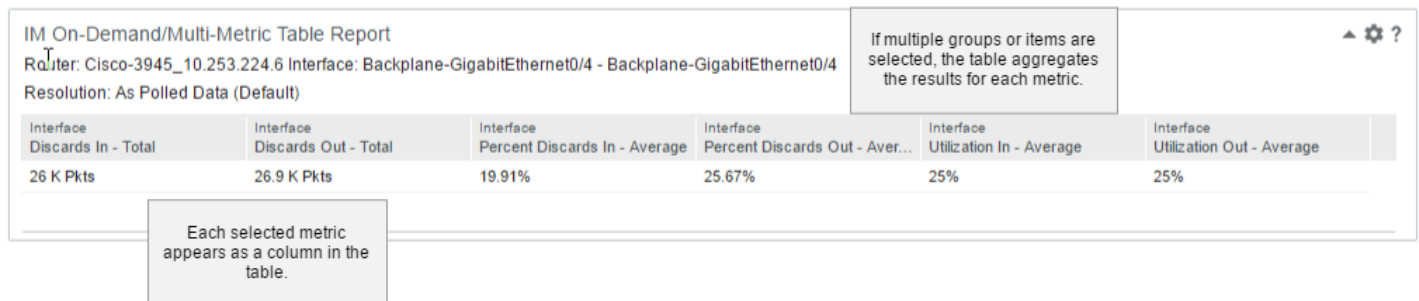 IM On-Demand/Multi-Metric Table Report
Router: Cisco-3945_10.253.224.6 Interface: Backplane-GigabitEthernet0/4 - Backplane-GigabitEthernet0/4
Resolution: As Polled Data (Default)
If multiple groups or items are
selected, the table aggregates
the results for each metric.
?
Interface Interface Interface Interface Interface Interface
Discards In - Total Discards Out - Total Percent Discards In - Average Percent Discards Out - Aver... Utilization In - Average Utilization Out - Average
26 K Pkts 26.9 K Pkts 19.91% 25.67% 25% 25%
Each selected metric
appears as a column in the
table.